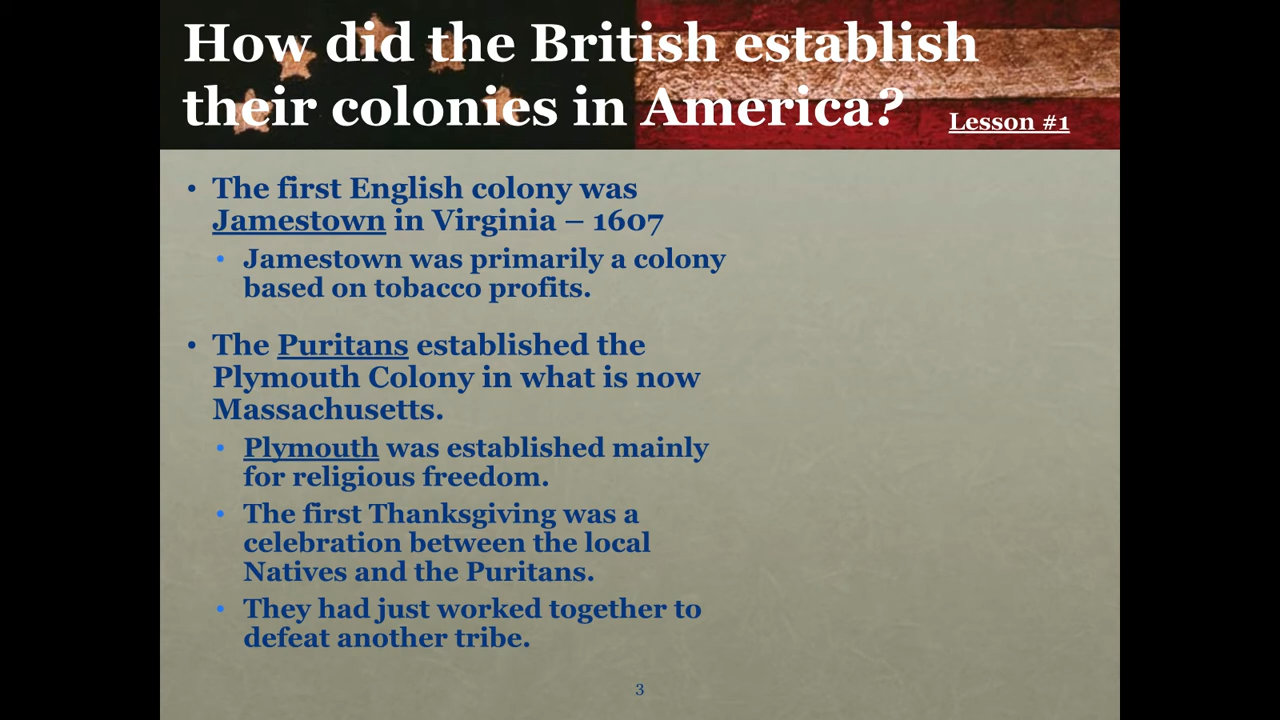 How did the British establish
their colonies in America?
Lesson #1
• The first English colony was
Jamestown in Virginia – 1607
• Jamestown was primarily a colony
based on tobacco profits.
• The Puritans established the
Plymouth Colony in what is now
Massachusetts.
• Plymouth was established mainly
for religious freedom.
• The first Thanksgiving was a
celebration between the local
Natives and the Puritans.
• They had just worked together to
defeat another tribe.
3